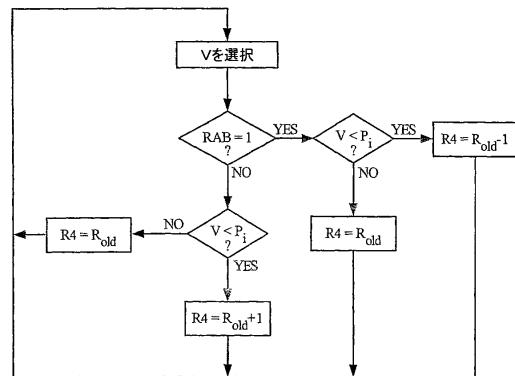 Vを選択
RAB = 1
?
YES
V < Pi
?
YES
R4 = Rold-1
NO
NO
R4 = Rold
NO
V < Pi
?
R4 = Rold
YES
R4 = Rold+1